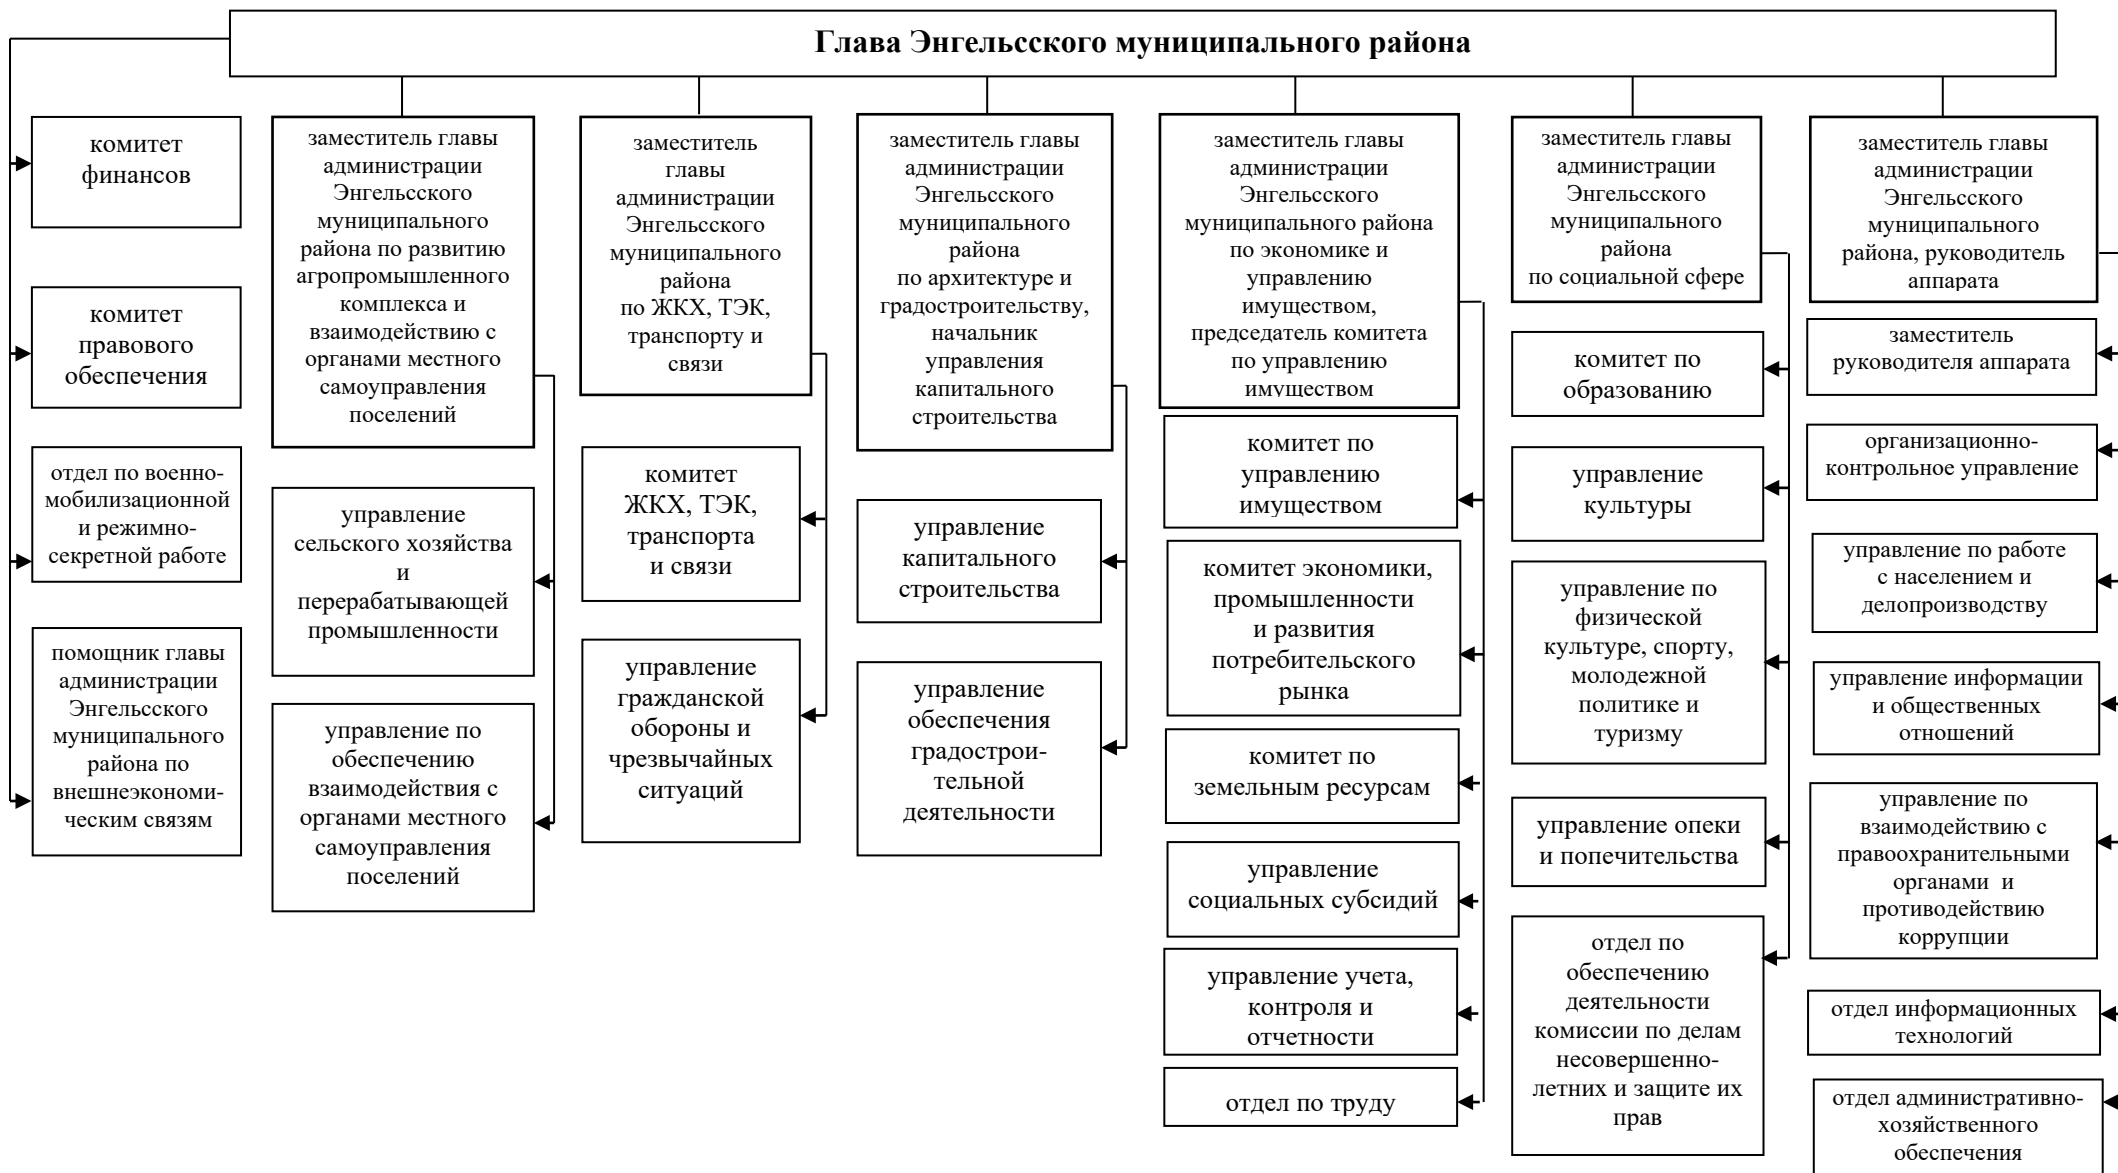 Глава Энгельсского муниципального района
комитет
финансов
комитет
правового
обеспечения
отдел по военно-
мобилизационной
и режимно-
секретной работе
помощник главы
администрации
Энгельсского
муниципального
района по
внешнеэкономи-
ческим связям
заместитель главы
администрации
Энгельсского
муниципального
района по развитию
агропромышленного
комплекса и
взаимодействию с
органами местного
самоуправления
поселений
управление
сельского хозяйства
и
перерабатывающей
промышленности
управление по
обеспечению
взаимодействия с
органами местного
самоуправления
поселений
заместитель
главы
администрации
Энгельсского
муниципального
района
по ЖКХ, ТЭК,
транспорту и
связи
комитет
ЖКХ, ТЭК,
транспорта
и связи
управление
гражданской
обороны и
чрезвычайных
ситуаций
заместитель главы
администрации
Энгельсского
муниципального
района
по архитектуре и
градостроительству,
начальник
управления
капитального
строительства
управление
капитального
строительства
управление
обеспечения
градострои-
тельной
деятельности
заместитель главы
администрации
Энгельсского
муниципального района
по экономике и
управлению
имуществом,
председатель комитета
по управлению
имуществом
комитет по
управлению
имуществом
комитет экономики,
промышленности
и развития
потребительского
рынка
комитет по
земельным ресурсам
управление
социальных субсидий
управление учета,
контроля и
отчетности
отдел по труду
заместитель главы
администрации
Энгельсского
муниципального
района
по социальной сфере
комитет по
образованию
управление
культуры
управление по
физической
культуре, спорту,
молодежной
политике и
туризму
управление опеки
и попечительства
отдел по
обеспечению
деятельности
комиссии по делам
несовершенно-
летних и защите их
прав
заместитель главы
администрации
Энгельсского
муниципального
района, руководитель
аппарата
заместитель
руководителя аппарата
организационно-
контрольное управление
управление по работе
с населением и
делопроизводству
управление информации
и общественных
отношений
управление по
взаимодействию с
правоохранительными
органами и
противодействию
коррупции
отдел информационных
технологий
отдел административно-
хозяйственного
обеспечения